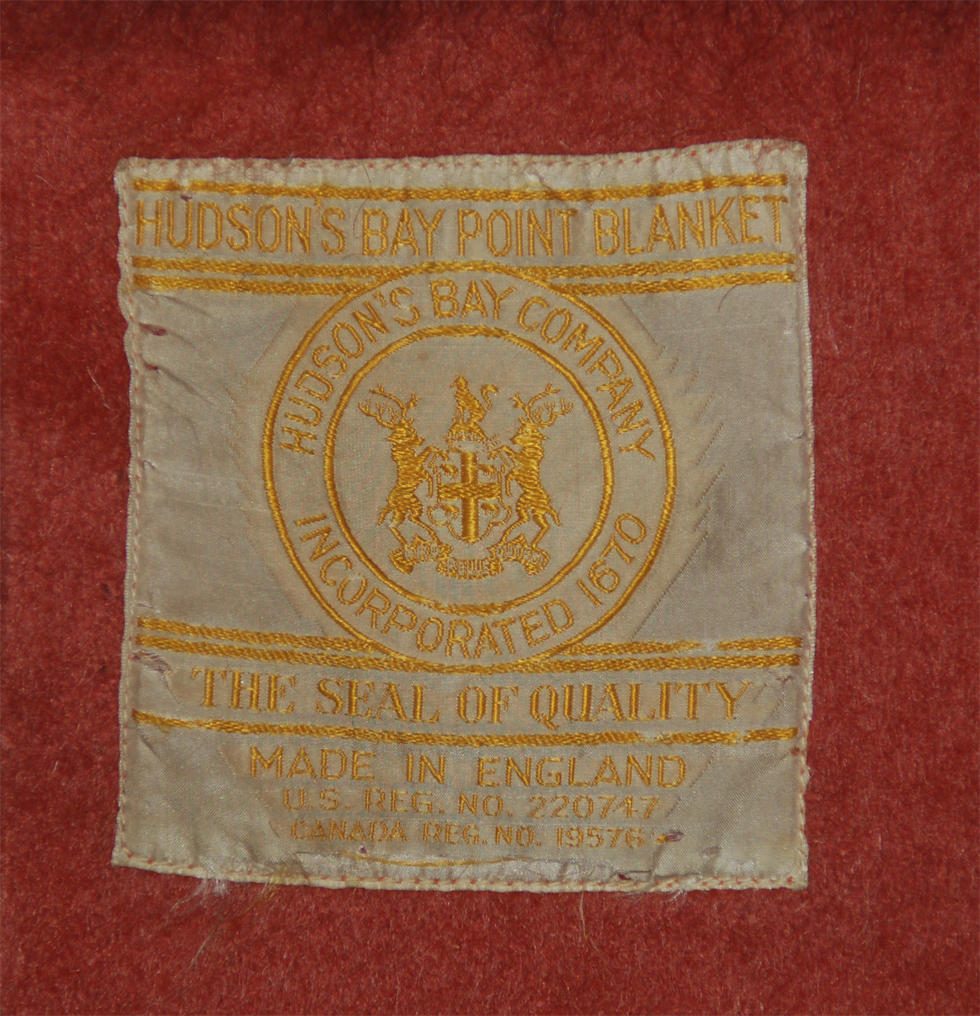 HUDSON'S BAY POINT BLANKET
HUDSON'S BAY COMPANY
INCORPORATED 1670
THE SEAL OF QUALITY
MADE IN ENGLAND
U.S. REG. NO. 220747
CANADA REG. NO. 19576